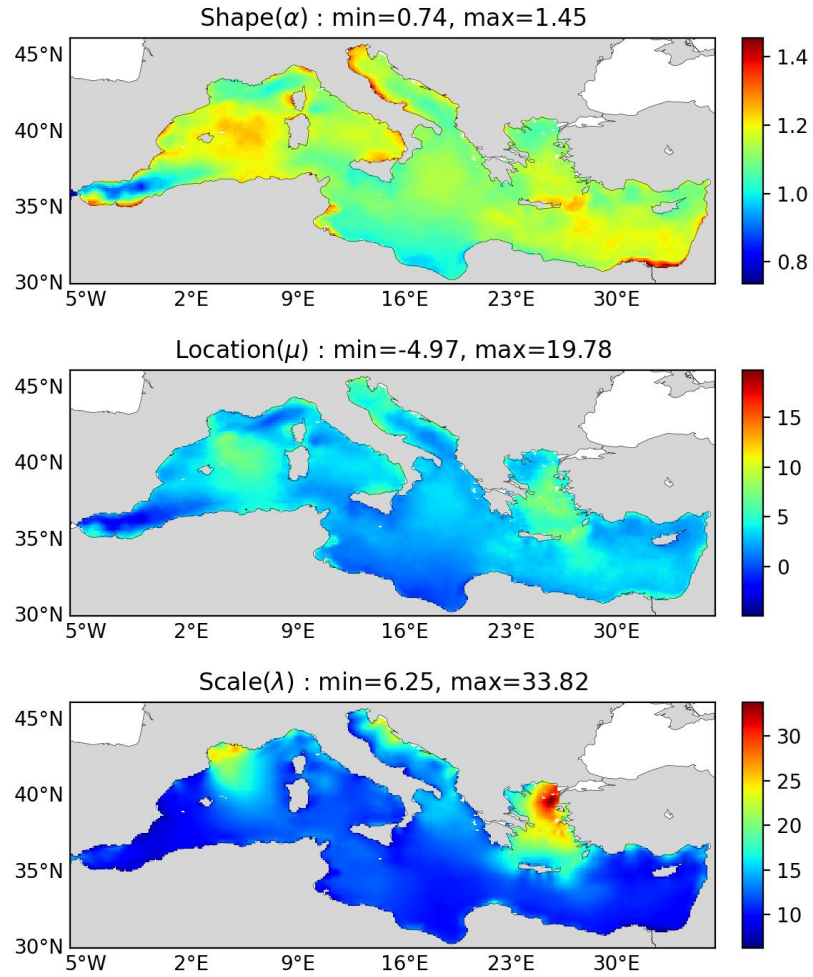 Shape(α) : min=0.74, max=1.45
45°N
40°N
35°N
30°N
5°W 2°E 9°E 16°E 23°E 30°E
1.4
1.2
1.0
0.8
Location(μ) : min=-4.97, max=19.78
45°N
40°N
35°N
30°N
5°W 2°E 9°E 16°E 23°E 30°E
15
10
5
0
Scale(λ) : min=6.25, max=33.82
45°N
40°N
35°N
30°N
5°W 2°E 9°E 16°E 23°E 30°E
30
25
20
15
10